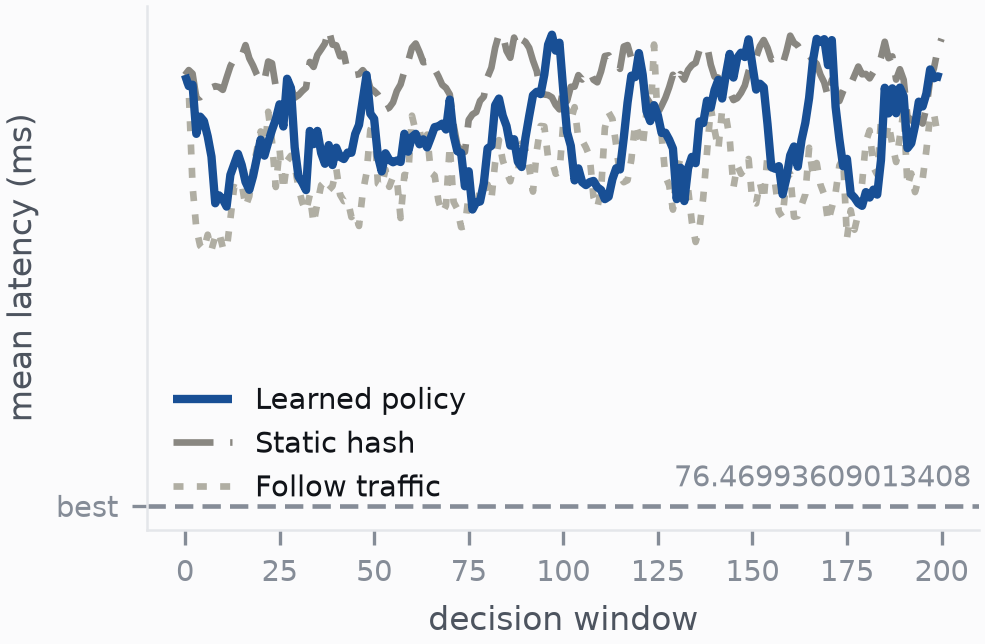 mean latency (ms)
Learned policy
Static hash
Follow traffic
76.46993609013408
best
0 25 50 75 100 125 150 175 200
decision window